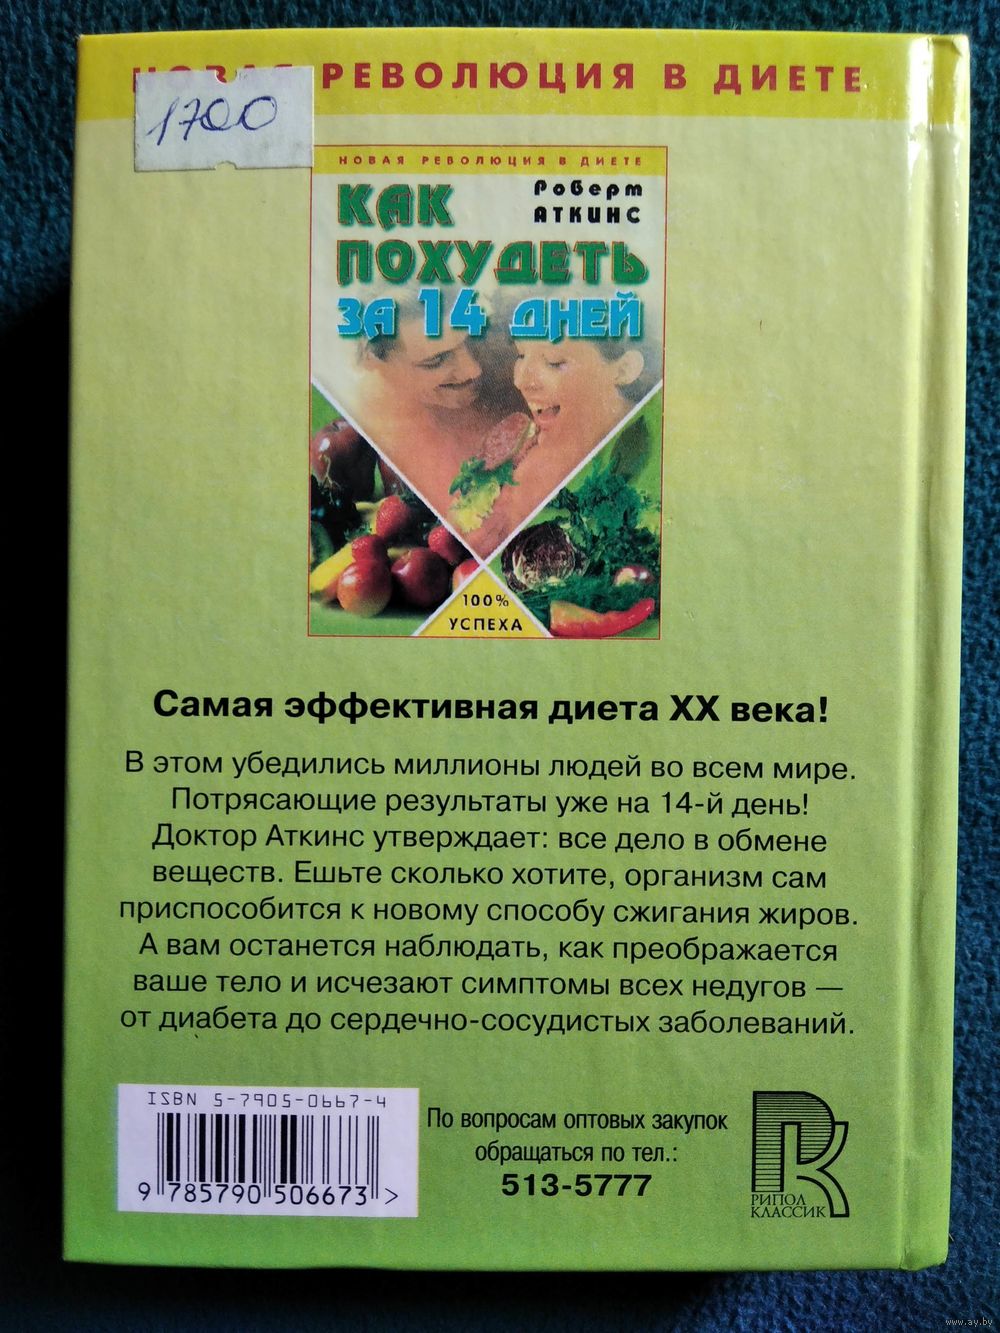 РЕВОЛЮЦИЯ В ДИЕТЕ
1700
НОВАЯ РЕВОЛЮЦИЯ В ДИЕТЕ
Роберт
АТКИНС
КАК
ПОХУДЕТЬ
ЗА 14 ДНЕЙ
100%
УСПЕХА
Самая эффективная диета XX века!
В этом убедились миллионы людей во всем мире.
Потрясающие результаты уже на 14-й день!
Доктор Аткинс утверждает: все дело в обмене
веществ. Ешьте сколько хотите, организм сам
приспособится к новому способу сжигания жиров.
А вам останется наблюдать, как преображается
ваше тело и исчезают симптомы всех недугов —
от диабета до сердечно-сосудистых заболеваний.
ISBN 5-7905-0667-4
9 785790 506673 >
По вопросам оптовых закупок
обращаться по тел.:
513-5777
РИПОЛ
КЛАССИК
www.ay.by